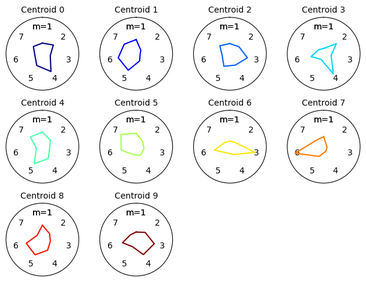 Centroid 0 Centroid 1 Centroid 2 Centroid 3
m=1 m=1 m=1 m=1
7 2 7 2 7 2 7 2
6 3 6 3 6 3 6 3
5 4 5 4 5 4 5 4
Centroid 4 Centroid 5 Centroid 6 Centroid 7
m=1 m=1 m=1 m=1
7 2 7 2 7 2 7 2
6 3 6 3 6 3 6 3
5 4 5 4 5 4 5 4
Centroid 8 Centroid 9
m=1 m=1
7 2 7 2
6 3 6 3
5 4 5 4